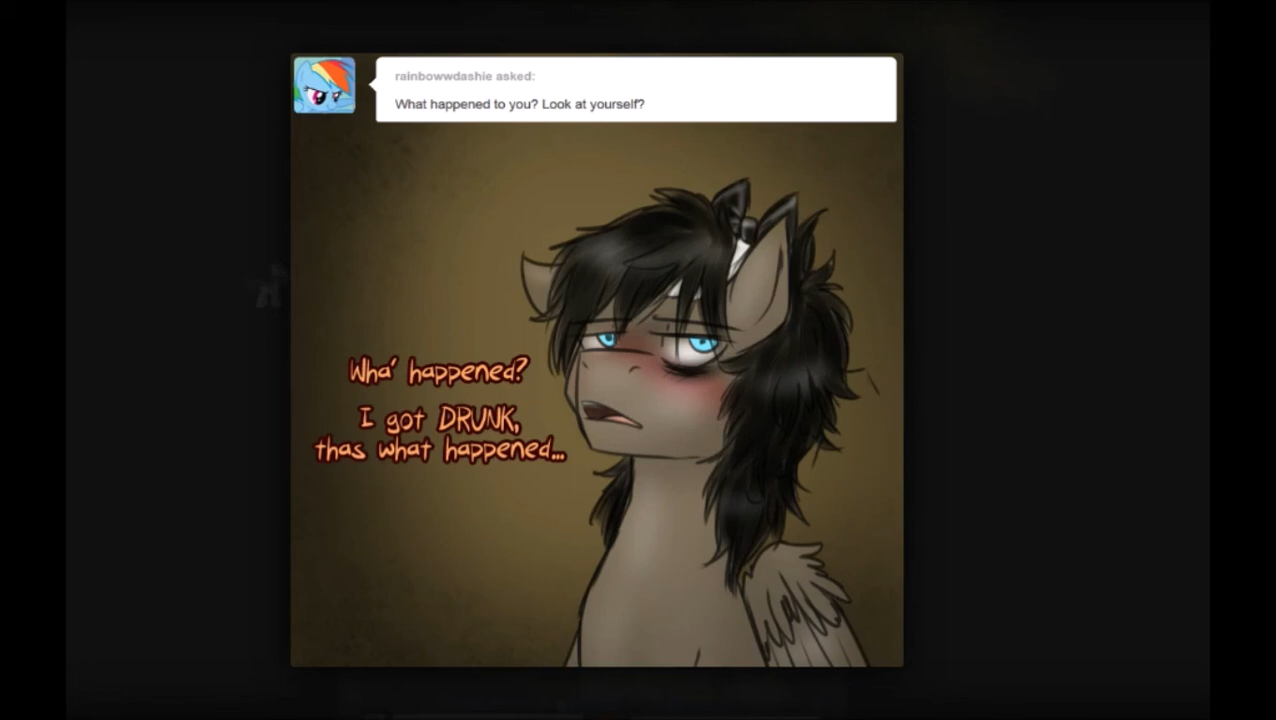 rainbowwdashie asked:
What happened to you? Look at yourself?
Wha' happened?
I got DRUNK,
thas what happened...